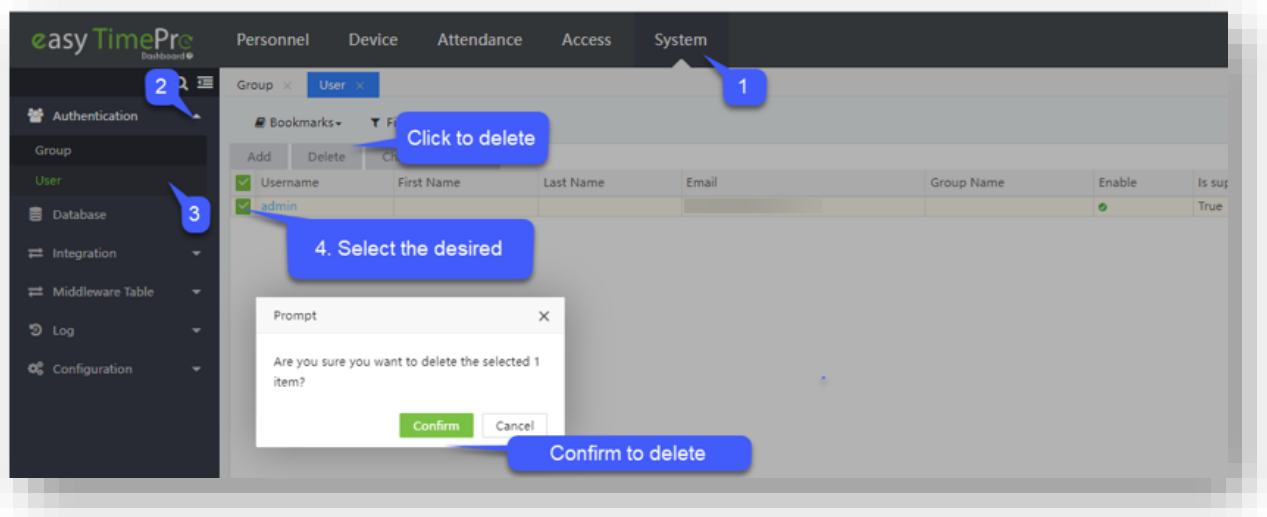 easy TimePro
Dashboard
Personnel Device Attendance Access System
1
2
Group × User ×
Authentication
Bookmarks
Click to delete
Group
Add Delete
User
Username First Name Last Name Email Group Name Enable Is sup
admin True
3
Database
4. Select the desired
Integration
Middleware Table
Prompt ×
Log
Are you sure you want to delete the selected 1
item?
Configuration
Confirm Cancel
Confirm to delete